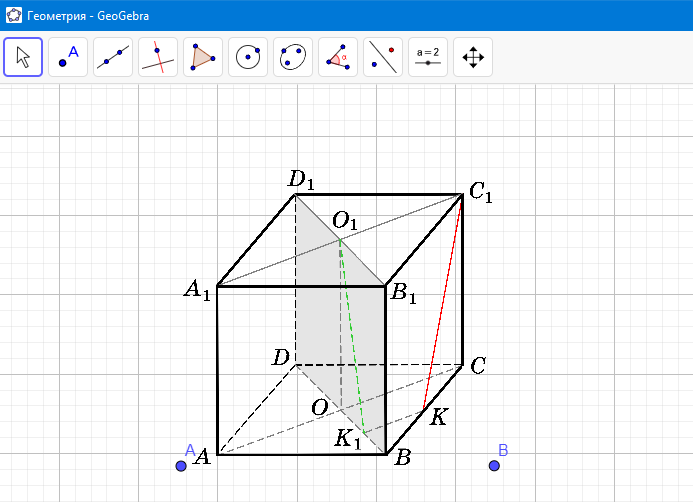 Геометрия - GeoGebra
A
α
a=2
D₁
C₁
O₁
A₁
B₁
D
C
O
K
K₁
A A
B
B